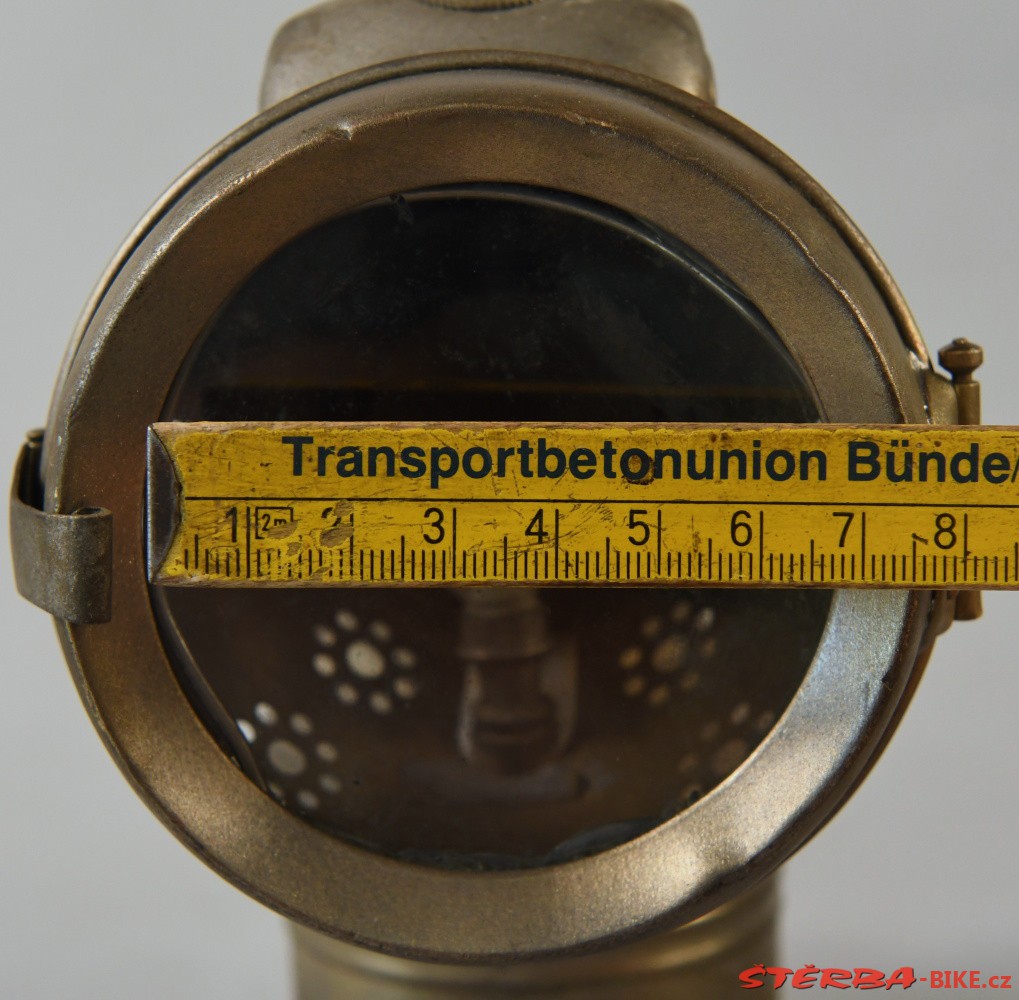 Transportbetonunion Bünde/
1 2m 2 3 4 5 6 7 8
ŠTĚRBA-BIKE.cz